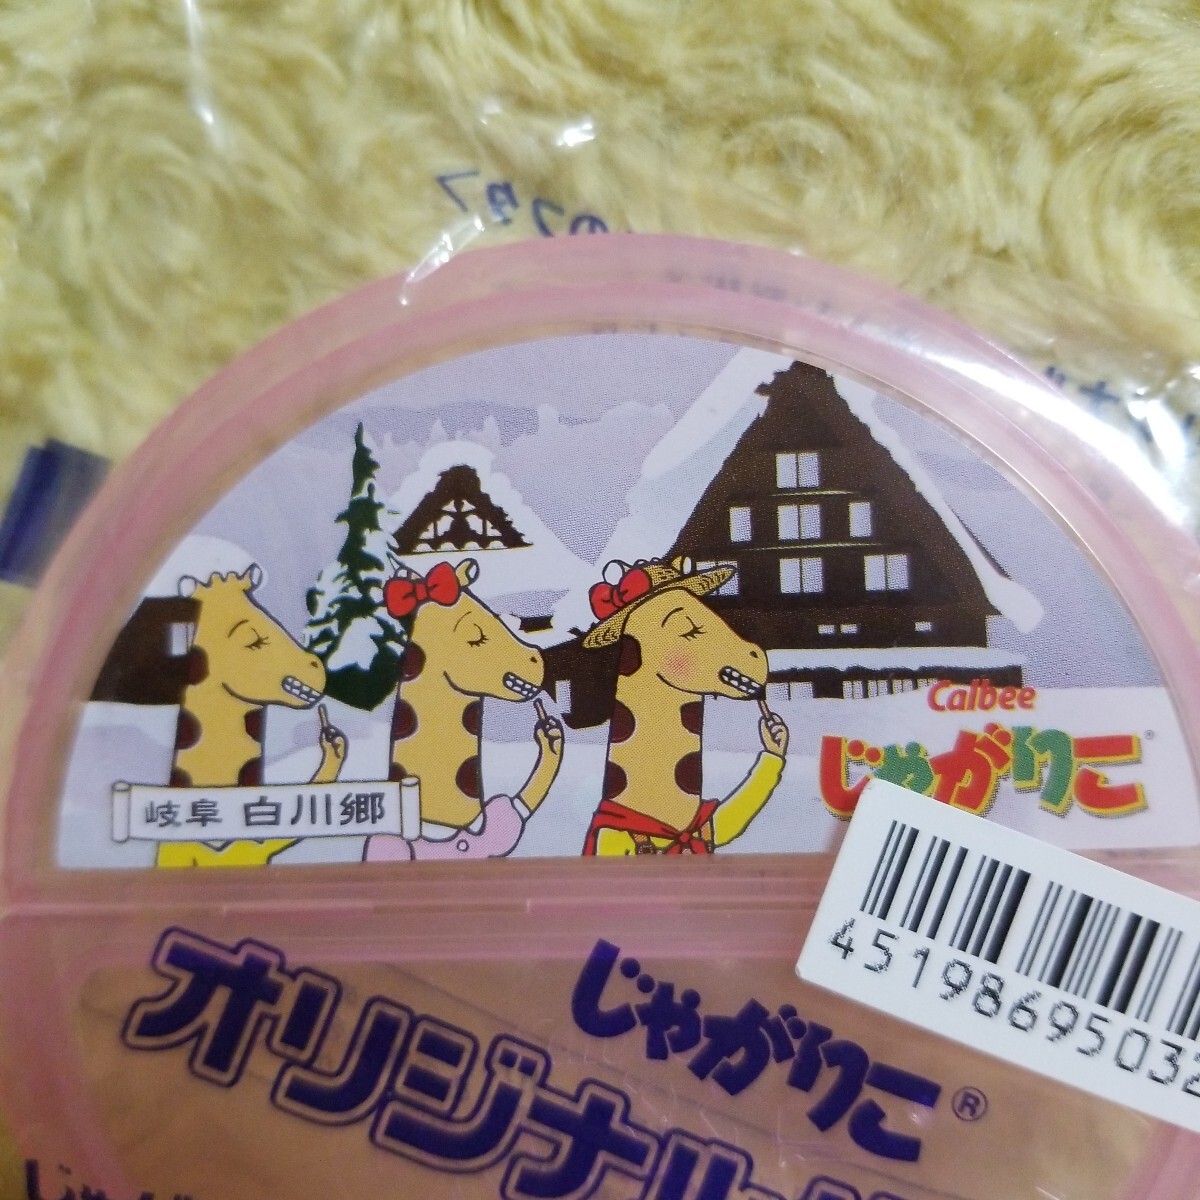 Calbee
じゃがりこ
岐阜 白川郷
451986950
じゃがりこ®
オリジナル